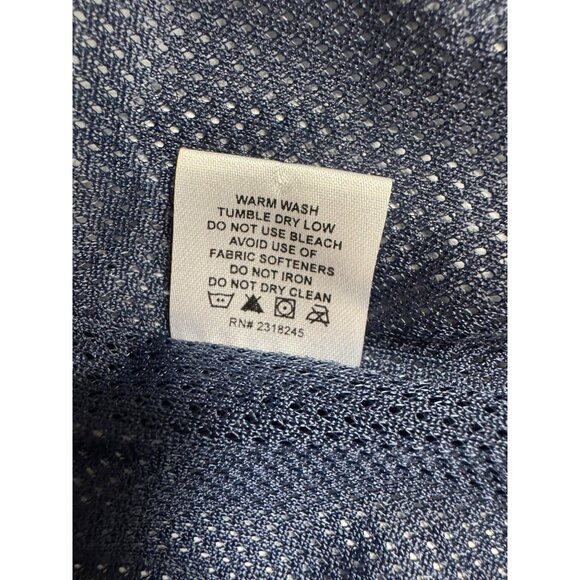 WARM WASH
TUMBLE DRY LOW
DO NOT USE BLEACH
AVOID USE OF
FABRIC SOFTENERS
DO NOT IRON
DO NOT DRY CLEAN
RN# 2318245